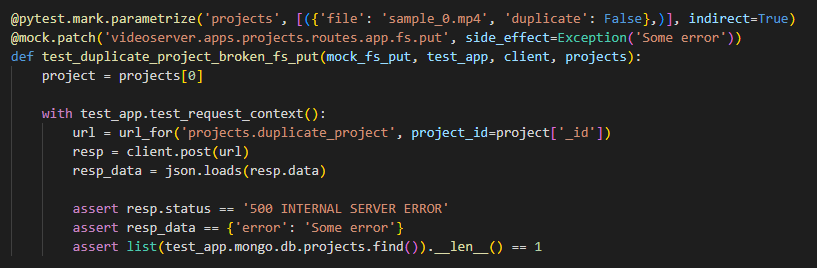 @pytest.mark.parametrize('projects', [({'file': 'sample_0.mp4', 'duplicate': False},)], indirect=True)
@mock.patch('videoserver.apps.projects.routes.app.fs.put', side_effect=Exception('Some error'))
def test_duplicate_project_broken_fs_put(mock_fs_put, test_app, client, projects):
    project = projects[0]

    with test_app.test_request_context():
        url = url_for('projects.duplicate_project', project_id=project['_id'])
        resp = client.post(url)
        resp_data = json.loads(resp.data)

        assert resp.status == '500 INTERNAL SERVER ERROR'
        assert resp_data == {'error': 'Some error'}
        assert list(test_app.mongo.db.projects.find()).__len__() == 1